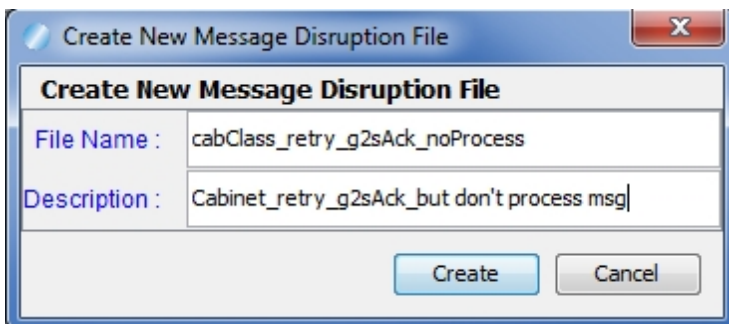 Create New Message Disruption File
Create New Message Disruption File
File Name : cabClass_retry_g2sAck_noProcess
Description : Cabinet_retry_g2sAck_but don't process msg
Create Cancel